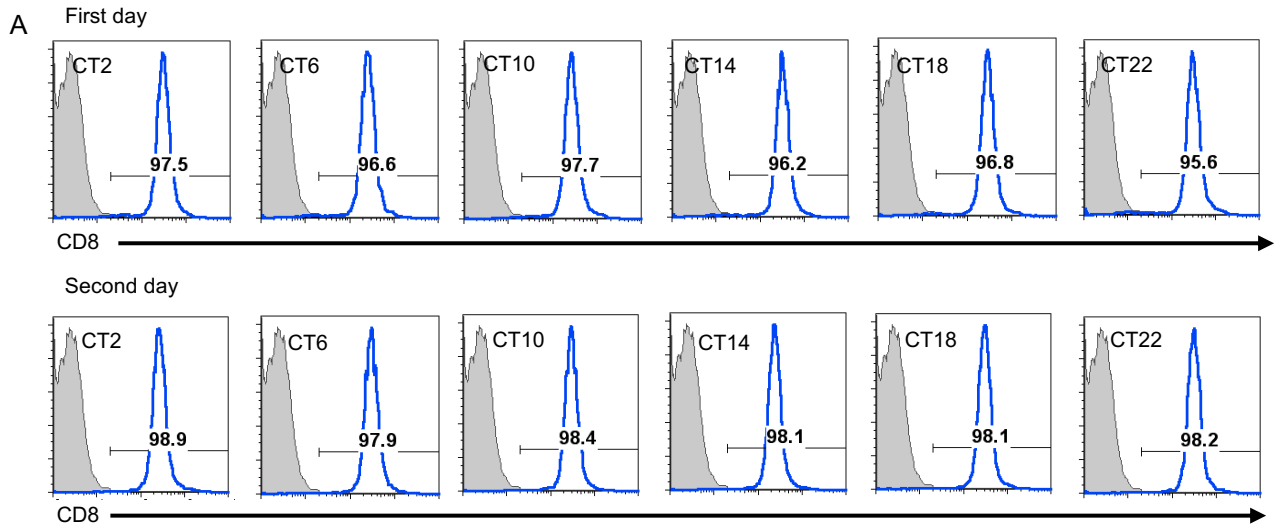 A
First day
CT2 CT6 CT10 CT14 CT18 CT22
97.5 96.6 97.7 96.2 96.8 95.6
CD8
Second day
CT2 CT6 CT10 CT14 CT18 CT22
98.9 97.9 98.4 98.1 98.1 98.2
CD8